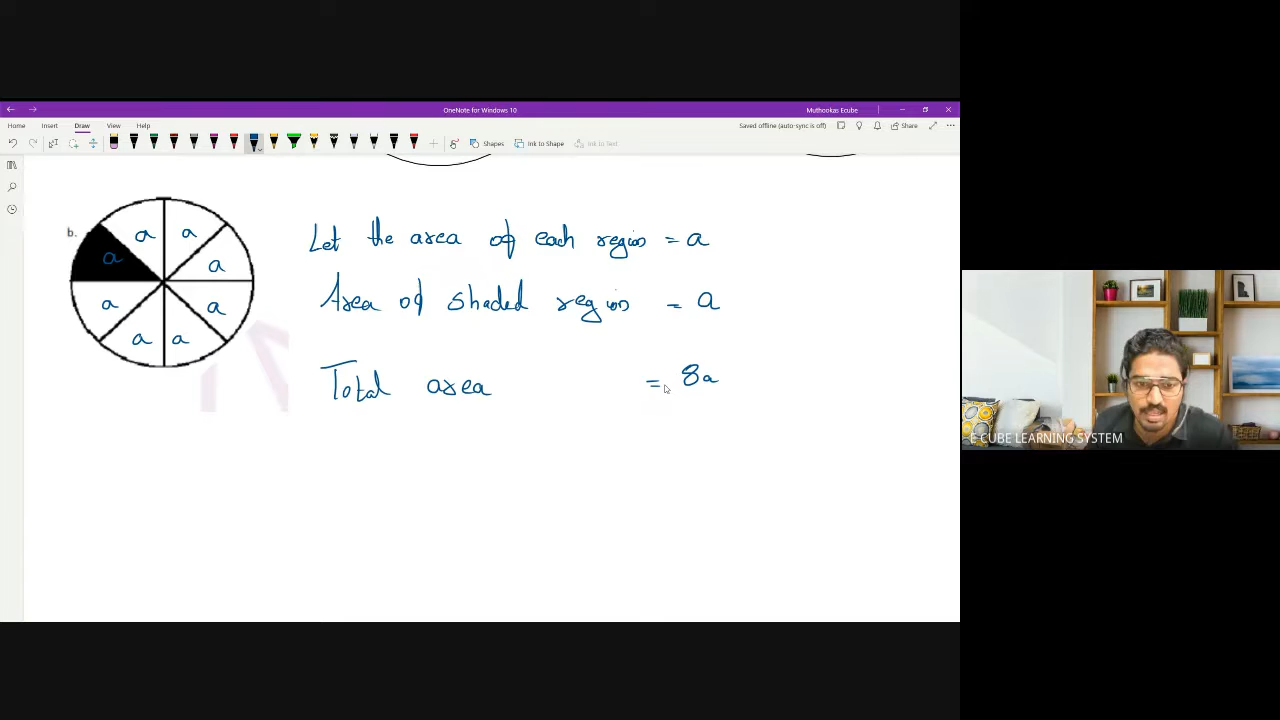 OneNote for Windows 10
Muthookas Ecube
Home Insert Draw View Help
Saved offline (auto-sync is off)
Share
Shapes
Ink to Shape
Ink to Text
b.
a a
a a
a a
a a
Let the area of each region = a
Area of shaded region = a
Total area = 8a
E CUBE LEARNING SYSTEM